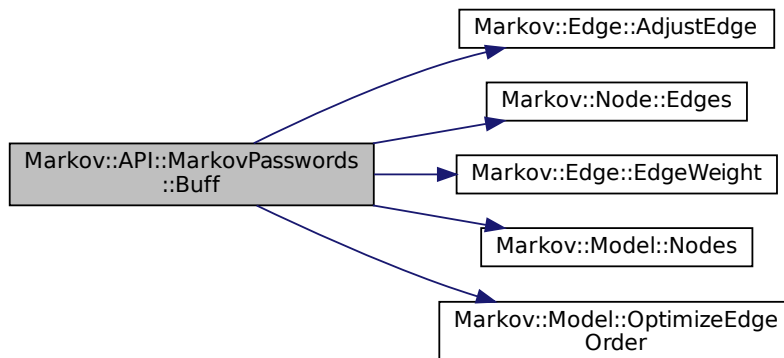 Markov::Edge::AdjustEdge
Markov::Node::Edges
Markov::API::MarkovPasswords
::Buff
Markov::Edge::EdgeWeight
Markov::Model::Nodes
Markov::Model::OptimizeEdge
Order